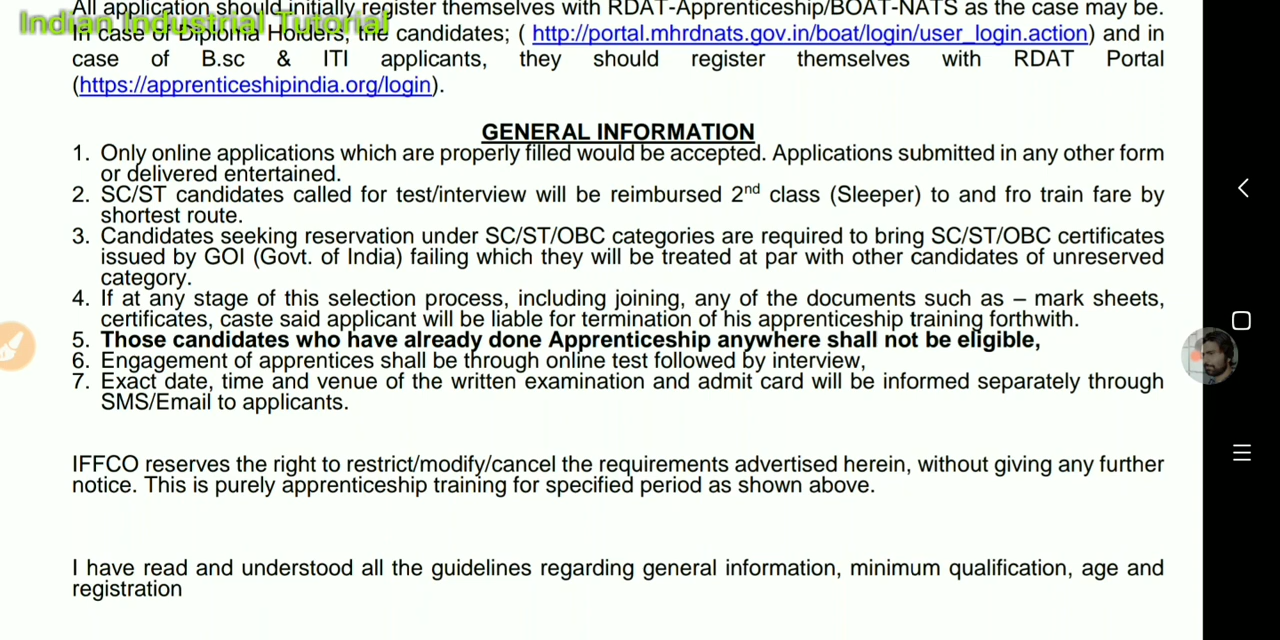 All application should initially register themselves with RDAT-Apprenticeship/BOAT-NATS as the case may be.
Indian Industrial Tutorial
In case of Diploma Holders, the candidates; ( http://portal.mhrdnats.gov.in/boat/login/user_login.action) and in
case of B.sc & ITI applicants, they should register themselves with RDAT Portal
(https://apprenticeshipindia.org/login).
GENERAL INFORMATION
1. Only online applications which are properly filled would be accepted. Applications submitted in any other form
or delivered entertained.
2. SC/ST candidates called for test/interview will be reimbursed 2nd class (Sleeper) to and fro train fare by
shortest route.
3. Candidates seeking reservation under SC/ST/OBC categories are required to bring SC/ST/OBC certificates
issued by GOI (Govt. of India) failing which they will be treated at par with other candidates of unreserved
category.
4. If at any stage of this selection process, including joining, any of the documents such as – mark sheets,
certificates, caste said applicant will be liable for termination of his apprenticeship training forthwith.
5. Those candidates who have already done Apprenticeship anywhere shall not be eligible,
6. Engagement of apprentices shall be through online test followed by interview,
7. Exact date, time and venue of the written examination and admit card will be informed separately through
SMS/Email to applicants.
IFFCO reserves the right to restrict/modify/cancel the requirements advertised herein, without giving any further
notice. This is purely apprenticeship training for specified period as shown above.
I have read and understood all the guidelines regarding general information, minimum qualification, age and
registration